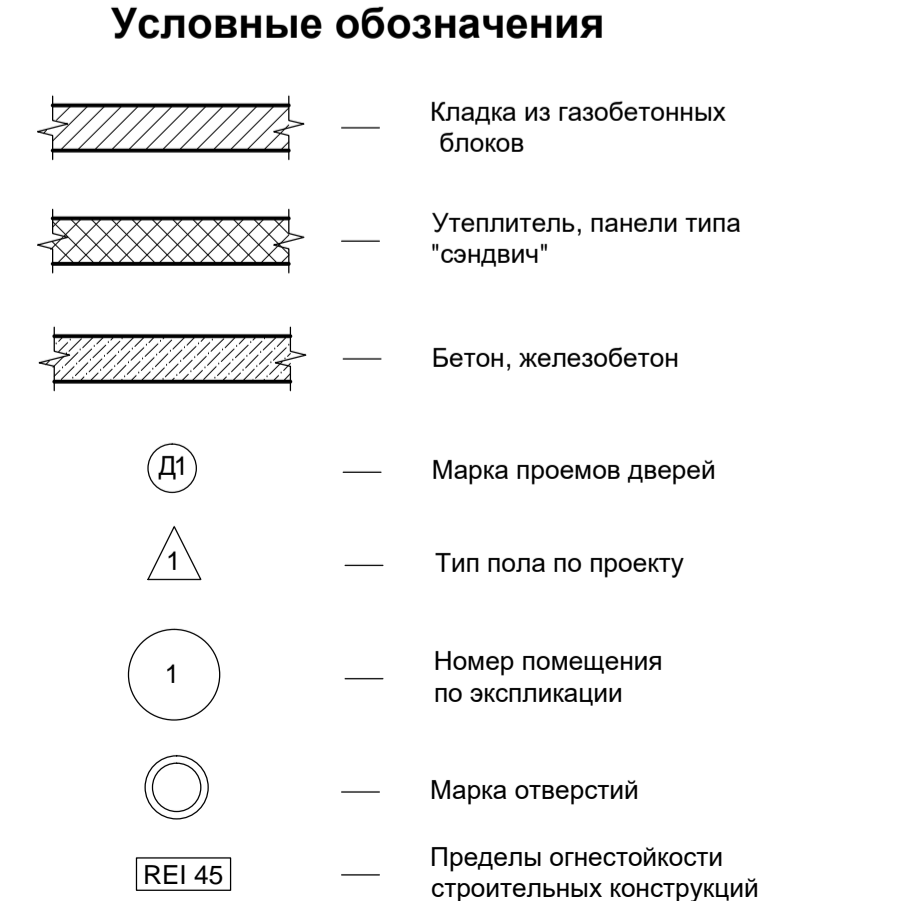 Условные обозначения
Кладка из газобетонных
блоков
Утеплитель, панели типа
"сэндвич"
Бетон, железобетон
Д1
Марка проемов дверей
1
Тип пола по проекту
1
Номер помещения
по экспликации
Марка отверстий
REI 45
Пределы огнестойкости
строительных конструкций